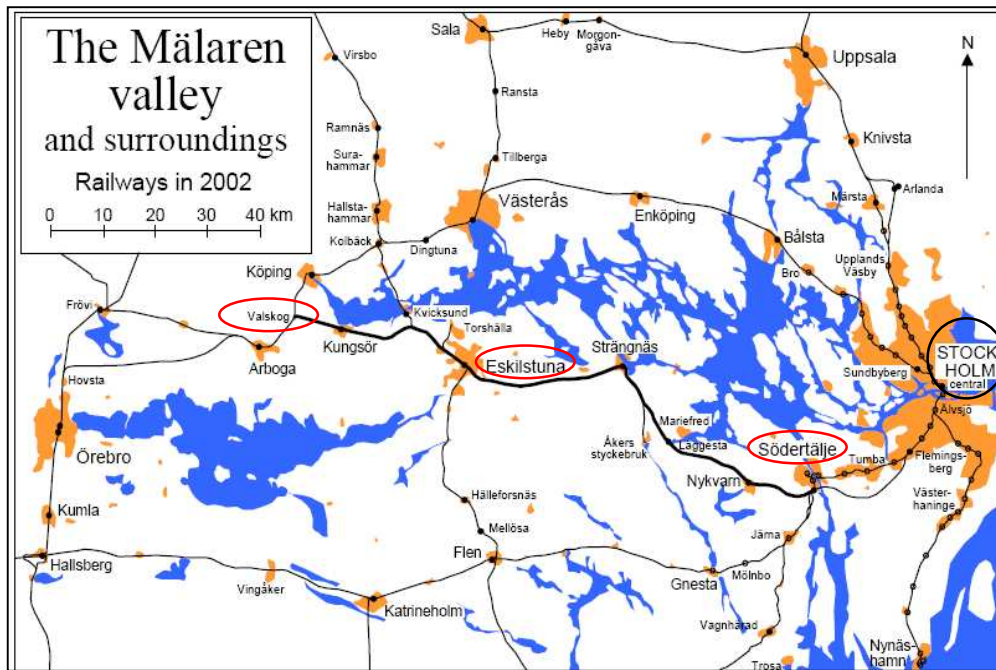 The Mälaren
valley
and surroundings
Railways in 2002
0 10 20 30 40 km
N
Sala
Heby
Morgon-
gåva
Uppsala
Virsbo
Ransta
Ramnäs
Sura-
hammar
Tillberga
Knivsta
Hallsta-
hammar
Västerås
Enköping
Märsta
Arlanda
Kolbäck
Dingtuna
Bålsta
Bro
Upplands
Väsby
Köping
Frövi
Valskog
Kvicksund
Torshälla
Kungsör
Arboga
Eskilstuna
Strängnäs
Sundbyberg
STOCK-
HOLM
central
Hovsta
Älvsjö
Örebro
Mariefred
Läggesta
Åkers
styckebruk
Södertälje
Tumba
Flemings-
berg
Nykvarn
Väster-
haninge
Kumla
Hälleforsnäs
Mellösa
Järna
Hallsberg
Flen
Vingåker
Gnesta
Mölnbo
Katrineholm
Vagnhärad
Trosa
Nynäs-
hamn